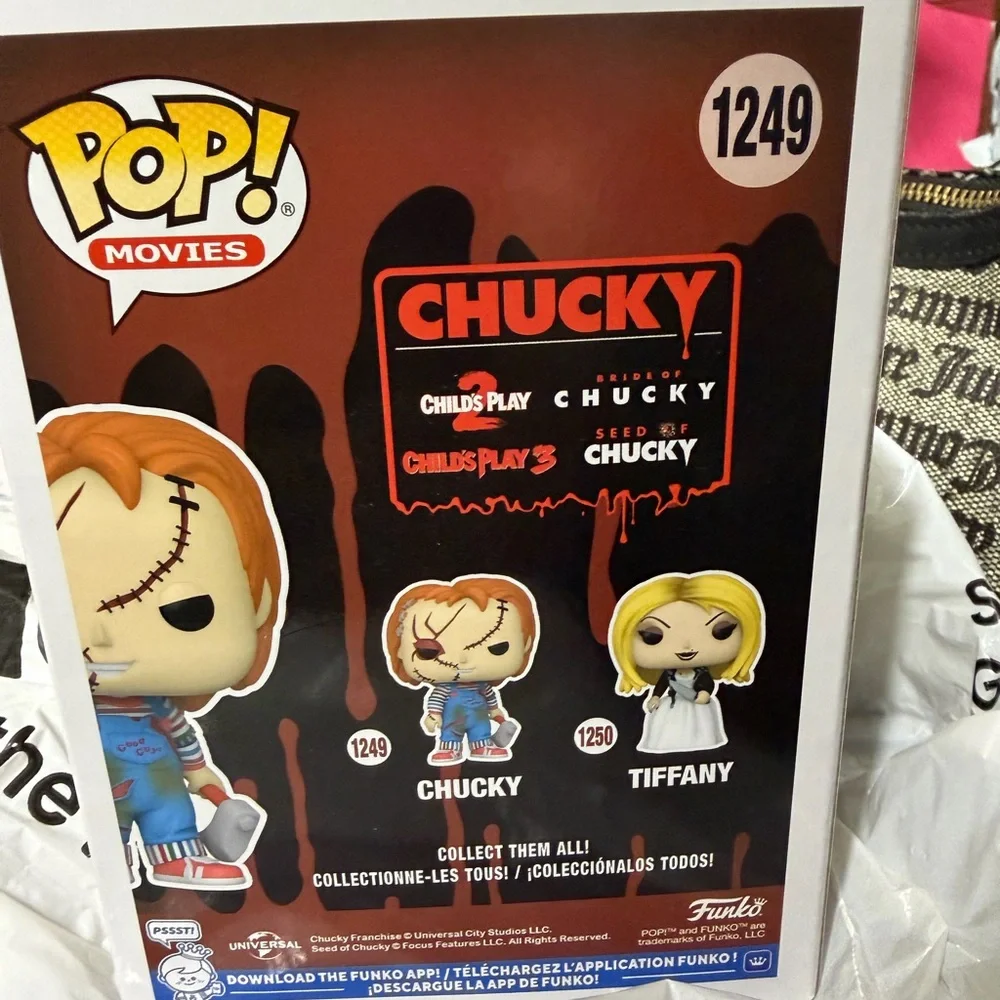 POP!®
MOVIES
1249
CHUCKY
CHILD'S PLAY 2
BRIDE OF
CHUCKY
CHILD'S PLAY 3
SEED OF
CHUCKY
Good
Guys
1249
CHUCKY
1250
TIFFANY
COLLECT THEM ALL!
COLLECTIONNE-LES TOUS! / ¡COLECCIÓNALOS TODOS!
PSSST!
UNIVERSAL
Chucky Franchise © Universal City Studios LLC.
Seed of Chucky © Focus Features LLC. All Rights Reserved.
Funko
POP!™ and FUNKO™ are
trademarks of Funko, LLC
DOWNLOAD THE FUNKO APP! / TÉLÉCHARGEZ L'APPLICATION FUNKO !
¡DESCARGUE LA APP DE FUNKO!
the
S
G